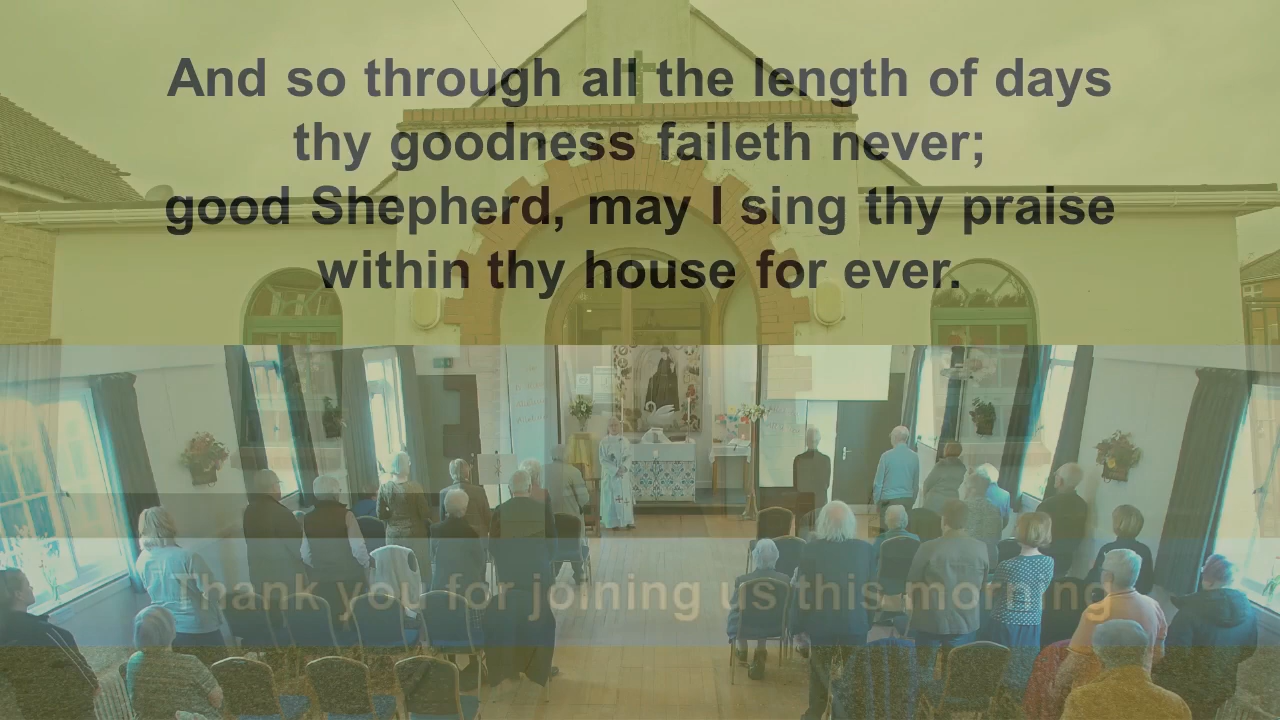 And so through all the length of days
thy goodness faileth never;
good Shepherd, may I sing thy praise
within thy house for ever.
Thank you for joining us this morning